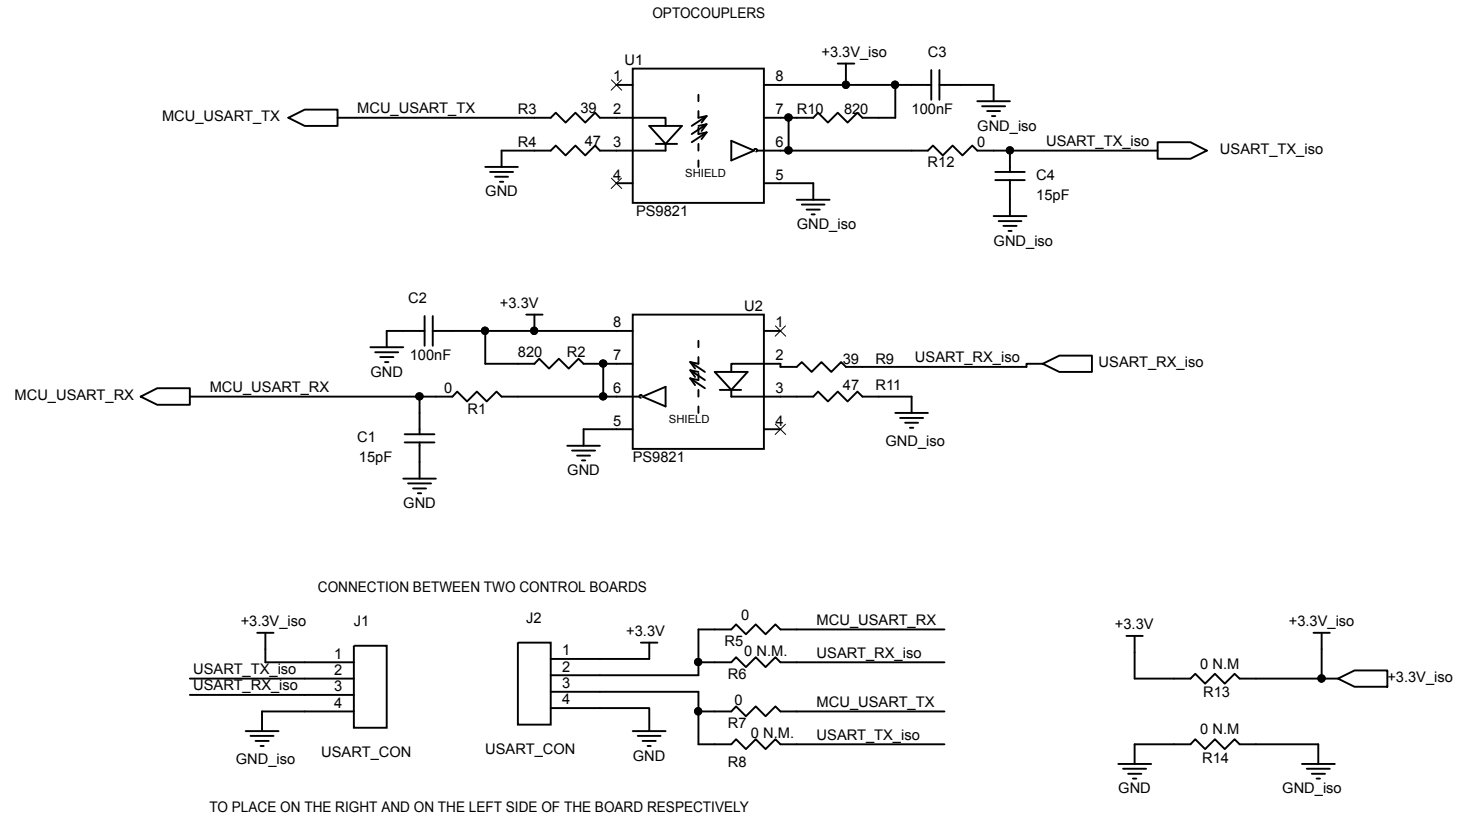 OPTOCOUPLERS
+3.3V_iso
C3
U1
1
8
MCU_USART_TX
MCU_USART_TX
R3
39
2
7
R10
820
100nF
GND_iso
R4
47
3
6
R12
0
USART_TX_iso
USART_TX_iso
GND
4
SHIELD
5
C4
15pF
PS9821
GND_iso
GND_iso
C2
+3.3V
U2
8
1
GND
100nF
820
R2
7
2
39
R9
USART_RX_iso
USART_RX_iso
MCU_USART_RX
MCU_USART_RX
0
R1
6
3
47
R11
C1
15pF
5
SHIELD
4
GND_iso
GND
PS9821
GND
CONNECTION BETWEEN TWO CONTROL BOARDS
+3.3V_iso
J1
1
USART_TX_iso
2
USART_RX_iso
3
4
GND_iso
USART_CON
J2
+3.3V
1
2
3
4
USART_CON
GND
0
R5
MCU_USART_RX
0 N.M.
R6
USART_RX_iso
0
R7
MCU_USART_TX
0 N.M.
R8
USART_TX_iso
+3.3V
+3.3V_iso
0 N.M
R13
+3.3V_iso
0 N.M
R14
GND
GND_iso
TO PLACE ON THE RIGHT AND ON THE LEFT SIDE OF THE BOARD RESPECTIVELY